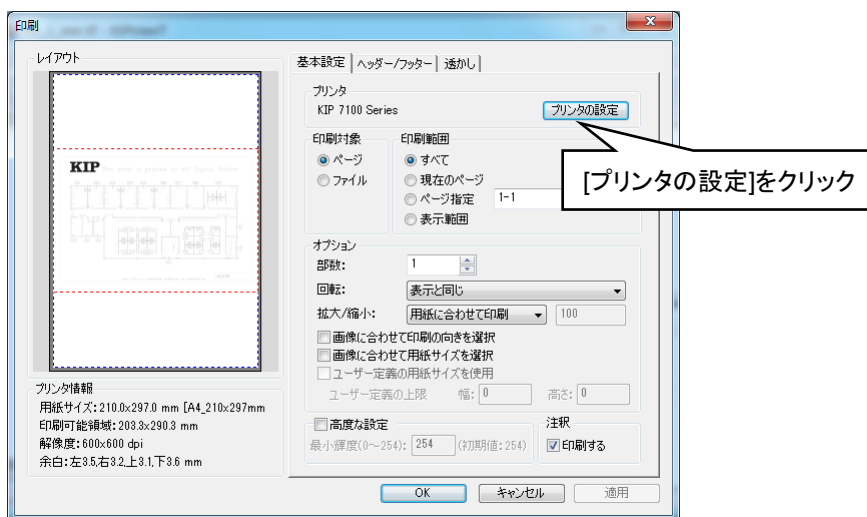 印刷
レイアウト
KIP
プリンタ情報
用紙サイズ:210.0x297.0 mm [A4_210x297mm
印刷可能領域:203.3x290.3 mm
解像度:600x600 dpi
余白:左3.5,右3.2,上3.1,下3.6 mm
基本設定 ヘッダー/フッター 透かし
プリンタ
KIP 7100 Series プリンタの設定
[プリンタの設定]をクリック
印刷対象 印刷範囲
ページ すべて
ファイル 現在のページ
ページ指定 1-1
表示範囲
オプション
部数: 1
回転: 表示と同じ
拡大/縮小: 用紙に合わせて印刷 100
画像に合わせて印刷の向きを選択
画像に合わせて用紙サイズを選択
ユーザー定義の用紙サイズを使用
ユーザー定義の上限 幅: 0 高さ: 0
高度な設定 注釈
最小輝度(0～254): 254 (初期値:254) 印刷する
OK キャンセル 適用